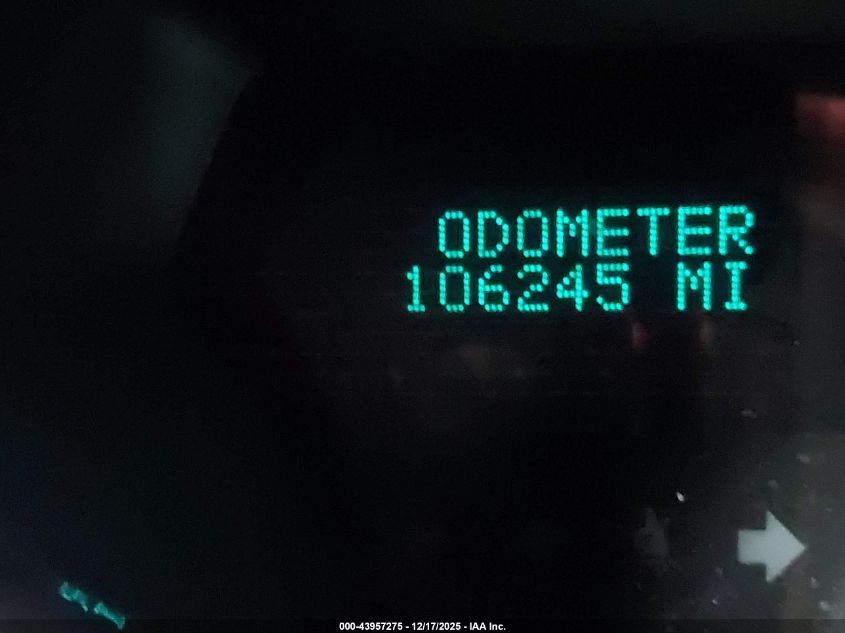 ODOMETER
106245 MI
000-43957275 - 12/17/2025 - IAA Inc.